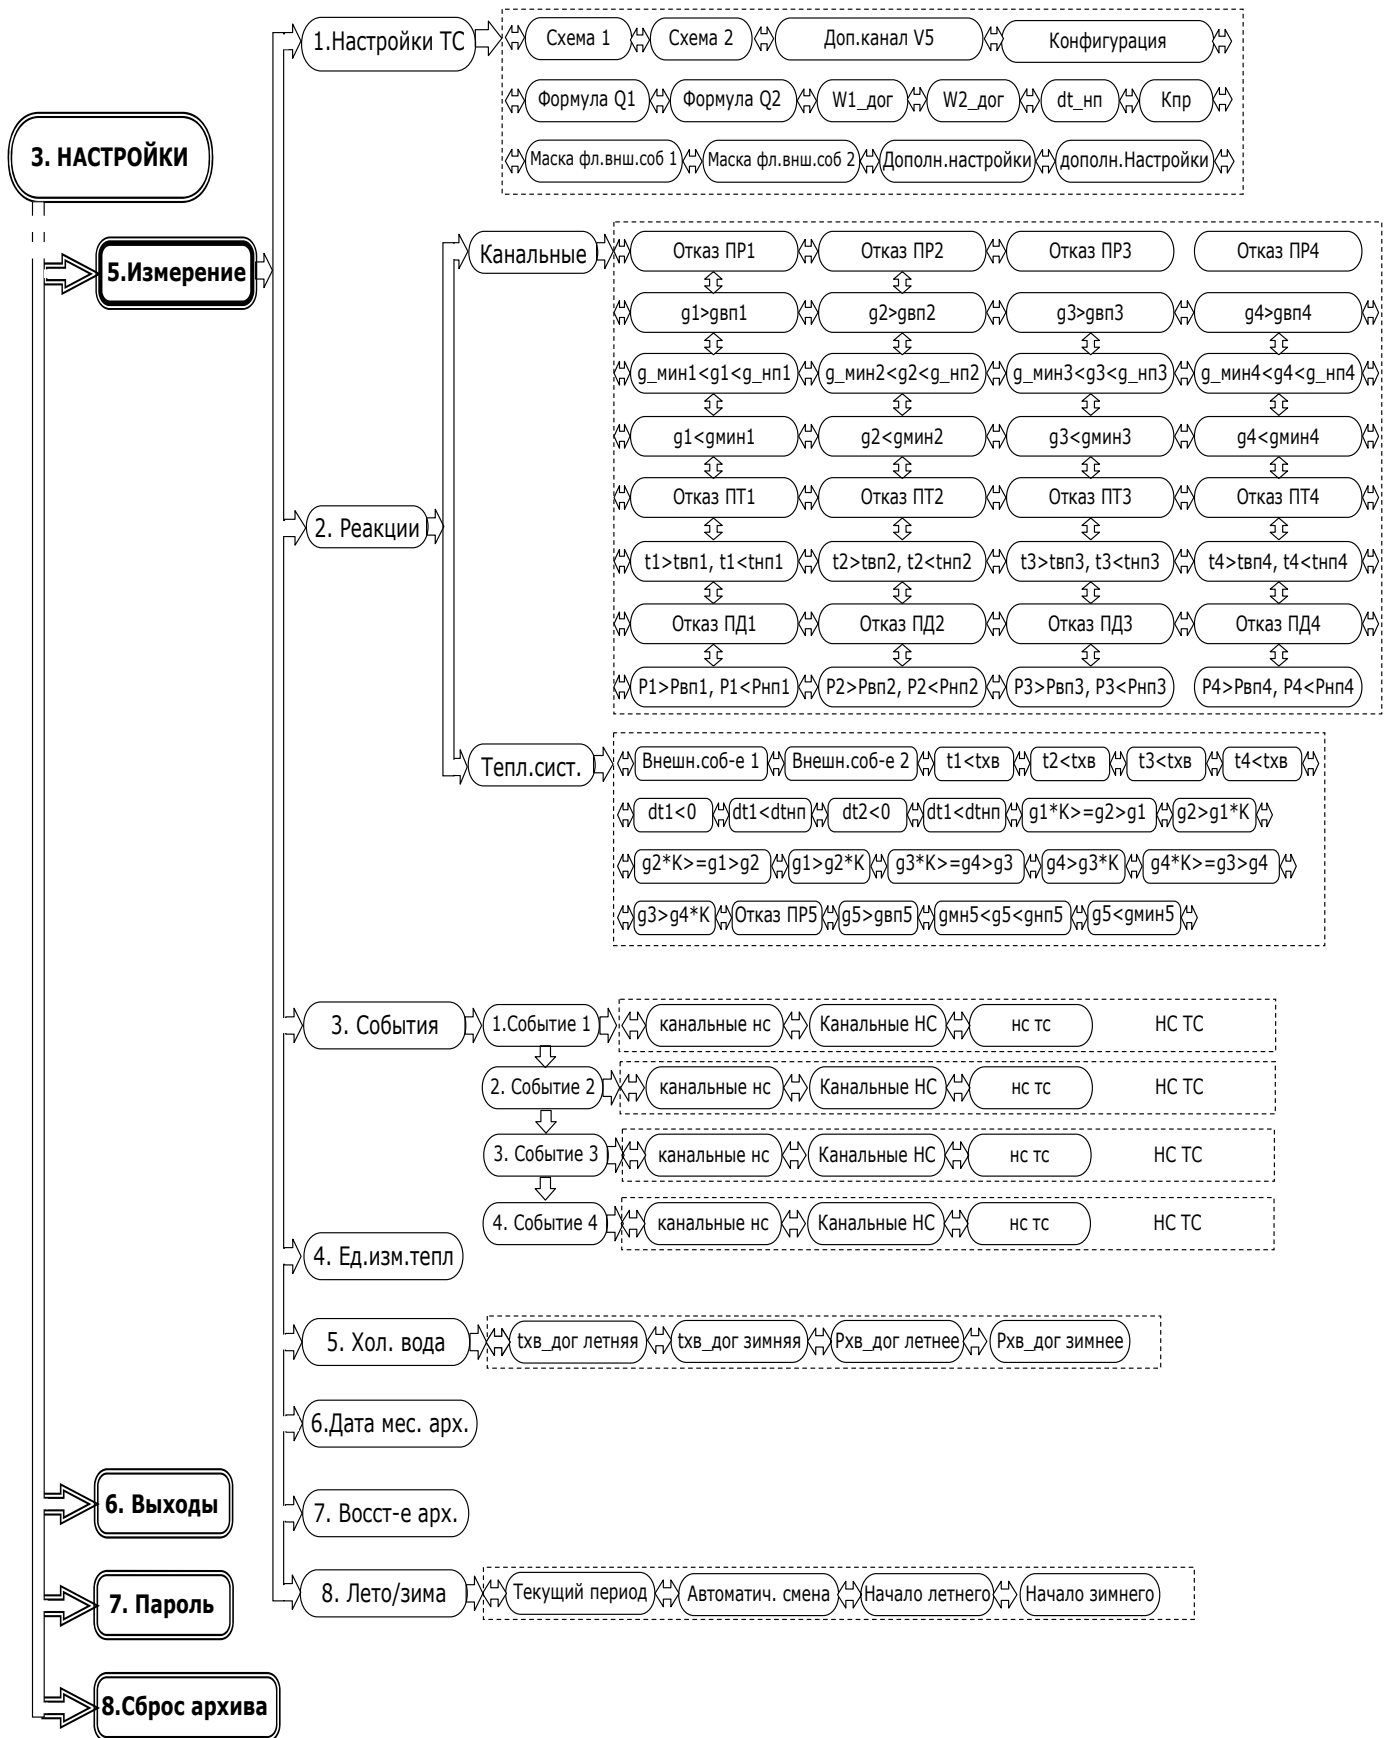 3. НАСТРОЙКИ
5.Измерение
1.Настройки ТС
Схема 1 Схема 2 Доп.канал V5 Конфигурация
Формула Q1 Формула Q2 W1_дог W2_дог dt_нп Кпр
Маска фл.внш.соб 1 Маска фл.внш.соб 2 Дополн.настройки дополн.Настройки
2. Реакции
Канальные
Отказ ПР1 Отказ ПР2 Отказ ПР3 Отказ ПР4
g1>gвп1 g2>gвп2 g3>gвп3 g4>gвп4
g_мин1<g1<g_нп1 g_мин2<g2<g_нп2 g_мин3<g3<g_нп3 g_мин4<g4<g_нп4
g1<gмин1 g2<gмин2 g3<gмин3 g4<gмин4
Отказ ПТ1 Отказ ПТ2 Отказ ПТ3 Отказ ПТ4
t1>tвп1, t1<tнп1 t2>tвп2, t2<tнп2 t3>tвп3, t3<tнп3 t4>tвп4, t4<tнп4
Отказ ПД1 Отказ ПД2 Отказ ПД3 Отказ ПД4
P1>Pвп1, P1<Pнп1 P2>Pвп2, P2<Pнп2 P3>Pвп3, P3<Pнп3 P4>Pвп4, P4<Pнп4
Тепл.сист.
Внешн.соб-е 1 Внешн.соб-е 2 t1<tхв t2<tхв t3<tхв t4<tхв
dt1<0 dt1<dtнп dt2<0 dt1<dtнп g1*K>=g2>g1 g2>g1*K
g2*K>=g1>g2 g1>g2*K g3*K>=g4>g3 g4>g3*K g4*K>=g3>g4
g3>g4*K Отказ ПР5 g5>gвп5 gмн5<g5<gнп5 g5<gмин5
3. События
1.Событие 1 канальные нс Канальные НС нс тс НС ТС
2. Событие 2 канальные нс Канальные НС нс тс НС ТС
3. Событие 3 канальные нс Канальные НС нс тс НС ТС
4. Событие 4 канальные нс Канальные НС нс тс НС ТС
4. Ед.изм.тепл
5. Хол. вода
tхв_дог летняя tхв_дог зимняя Pхв_дог летнее Pхв_дог зимнее
6.Дата мес. арх.
7. Восст-е арх.
8. Лето/зима
Текущий период Автоматич. смена Начало летнего Начало зимнего
6. Выходы
7. Пароль
8.Сброс архива